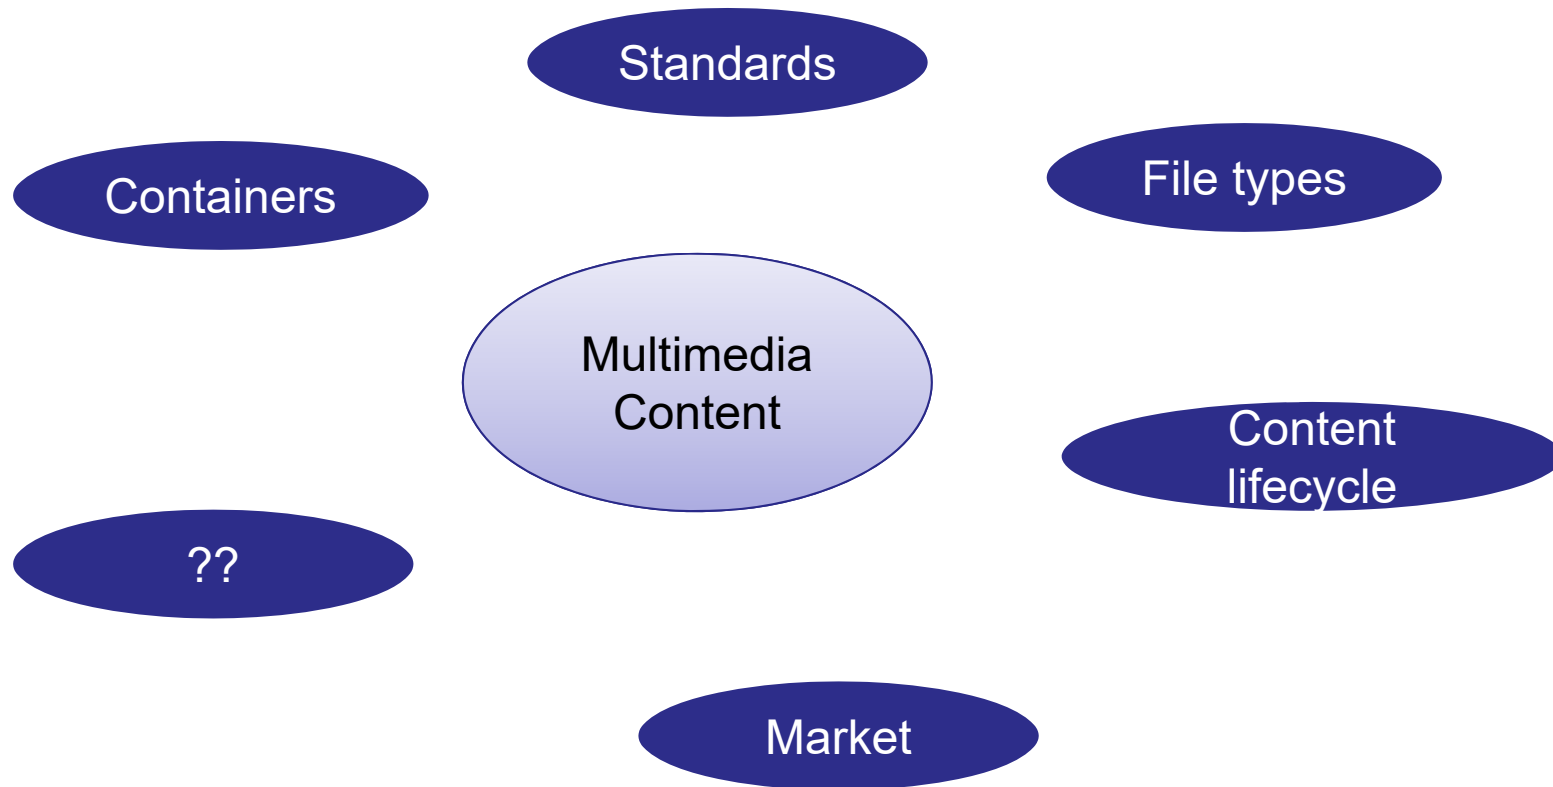 Standards
File types
Containers
Multimedia
Content
Content
lifecycle
??
Market